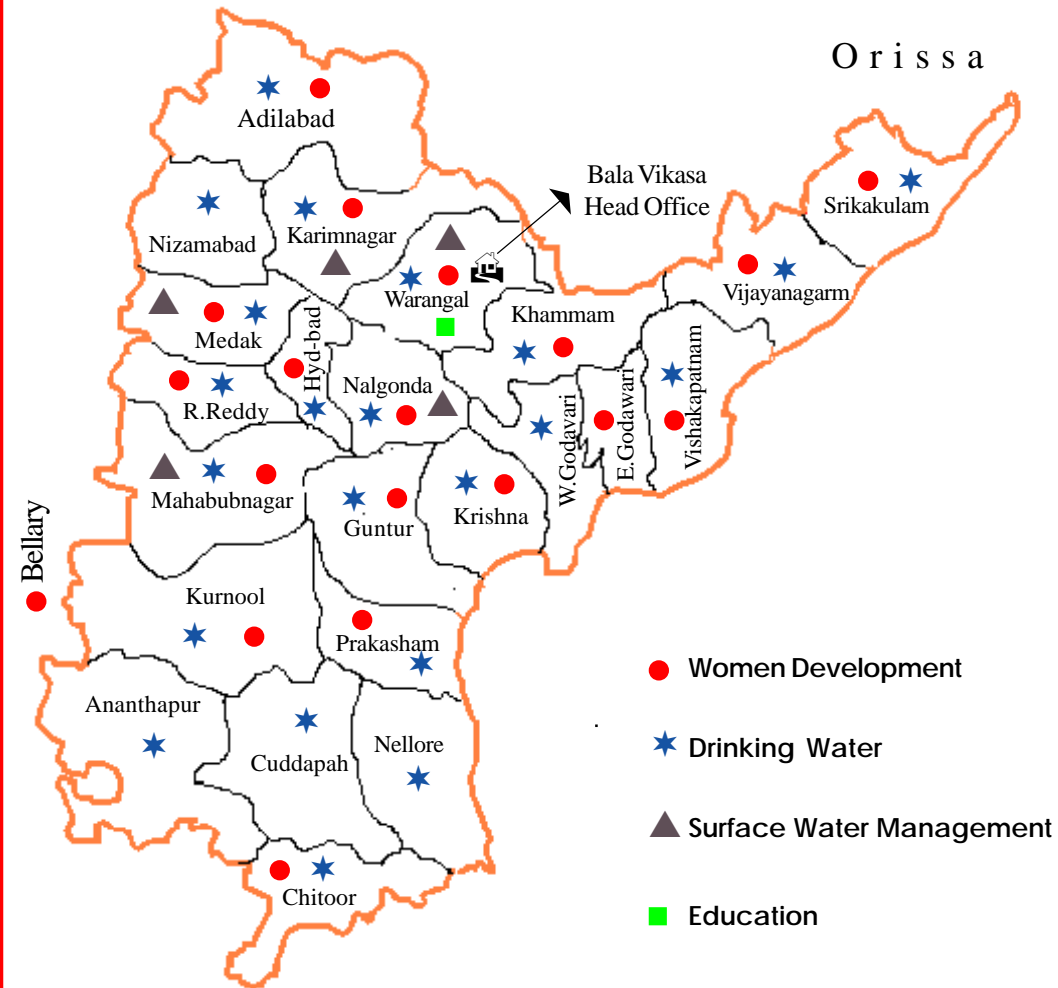 Orissa
Adilabad
Bala Vikasa
Head Office
Srikakulam
Nizamabad
Karimnagar
Warangal
Vijayanagarm
Khammam
Medak
Hyd-bad
Nalgonda
R.Reddy
W.Godavari
E.Godawari
Vishakapatnam
Mahabubnagar
Guntur
Krishna
Bellary
Kurnool
Prakasham
Ananthapur
Cuddapah
Nellore
Chitoor
Women Development
Drinking Water
Surface Water Management
Education